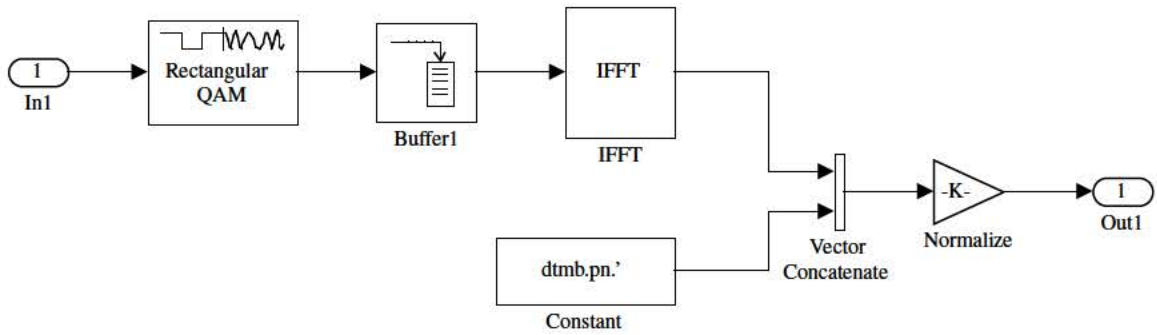 1
In1
Rectangular
QAM
Buffer1
IFFT
IFFT
dtmb.pn.’
Constant
Vector
Concatenate
-K-
Normalize
1
Out1